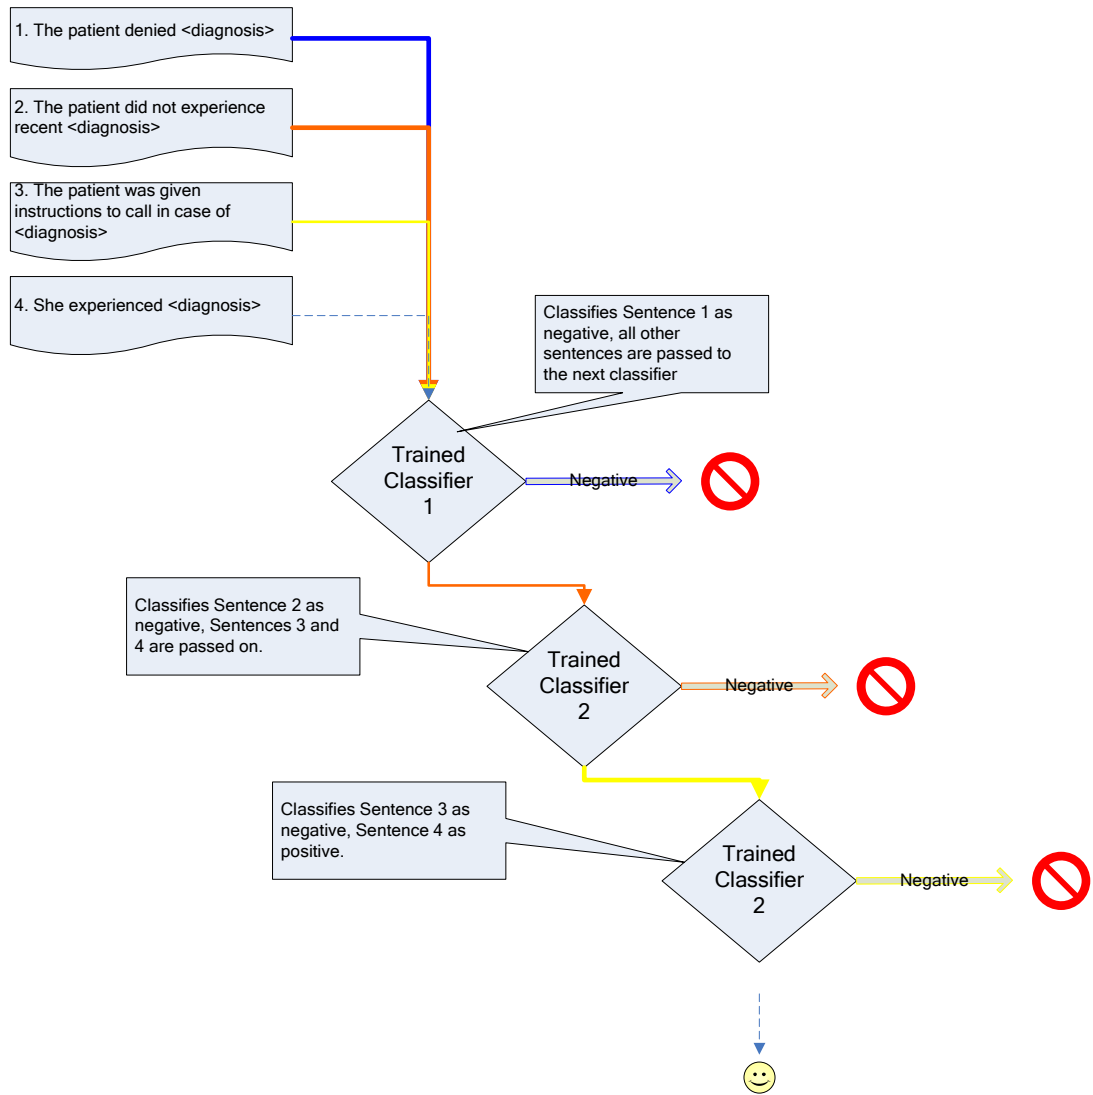 1. The patient denied <diagnosis>
2. The patient did not experience
recent <diagnosis>
3. The patient was given
instructions to call in case of
<diagnosis>
4. She experienced <diagnosis>
Classifies Sentence 1 as
negative, all other
sentences are passed to
the next classifier
Trained
Classifier
1
Negative
Classifies Sentence 2 as
negative, Sentences 3 and
4 are passed on.
Trained
Classifier
2
Negative
Classifies Sentence 3 as
negative, Sentence 4 as
positive.
Trained
Classifier
2
Negative